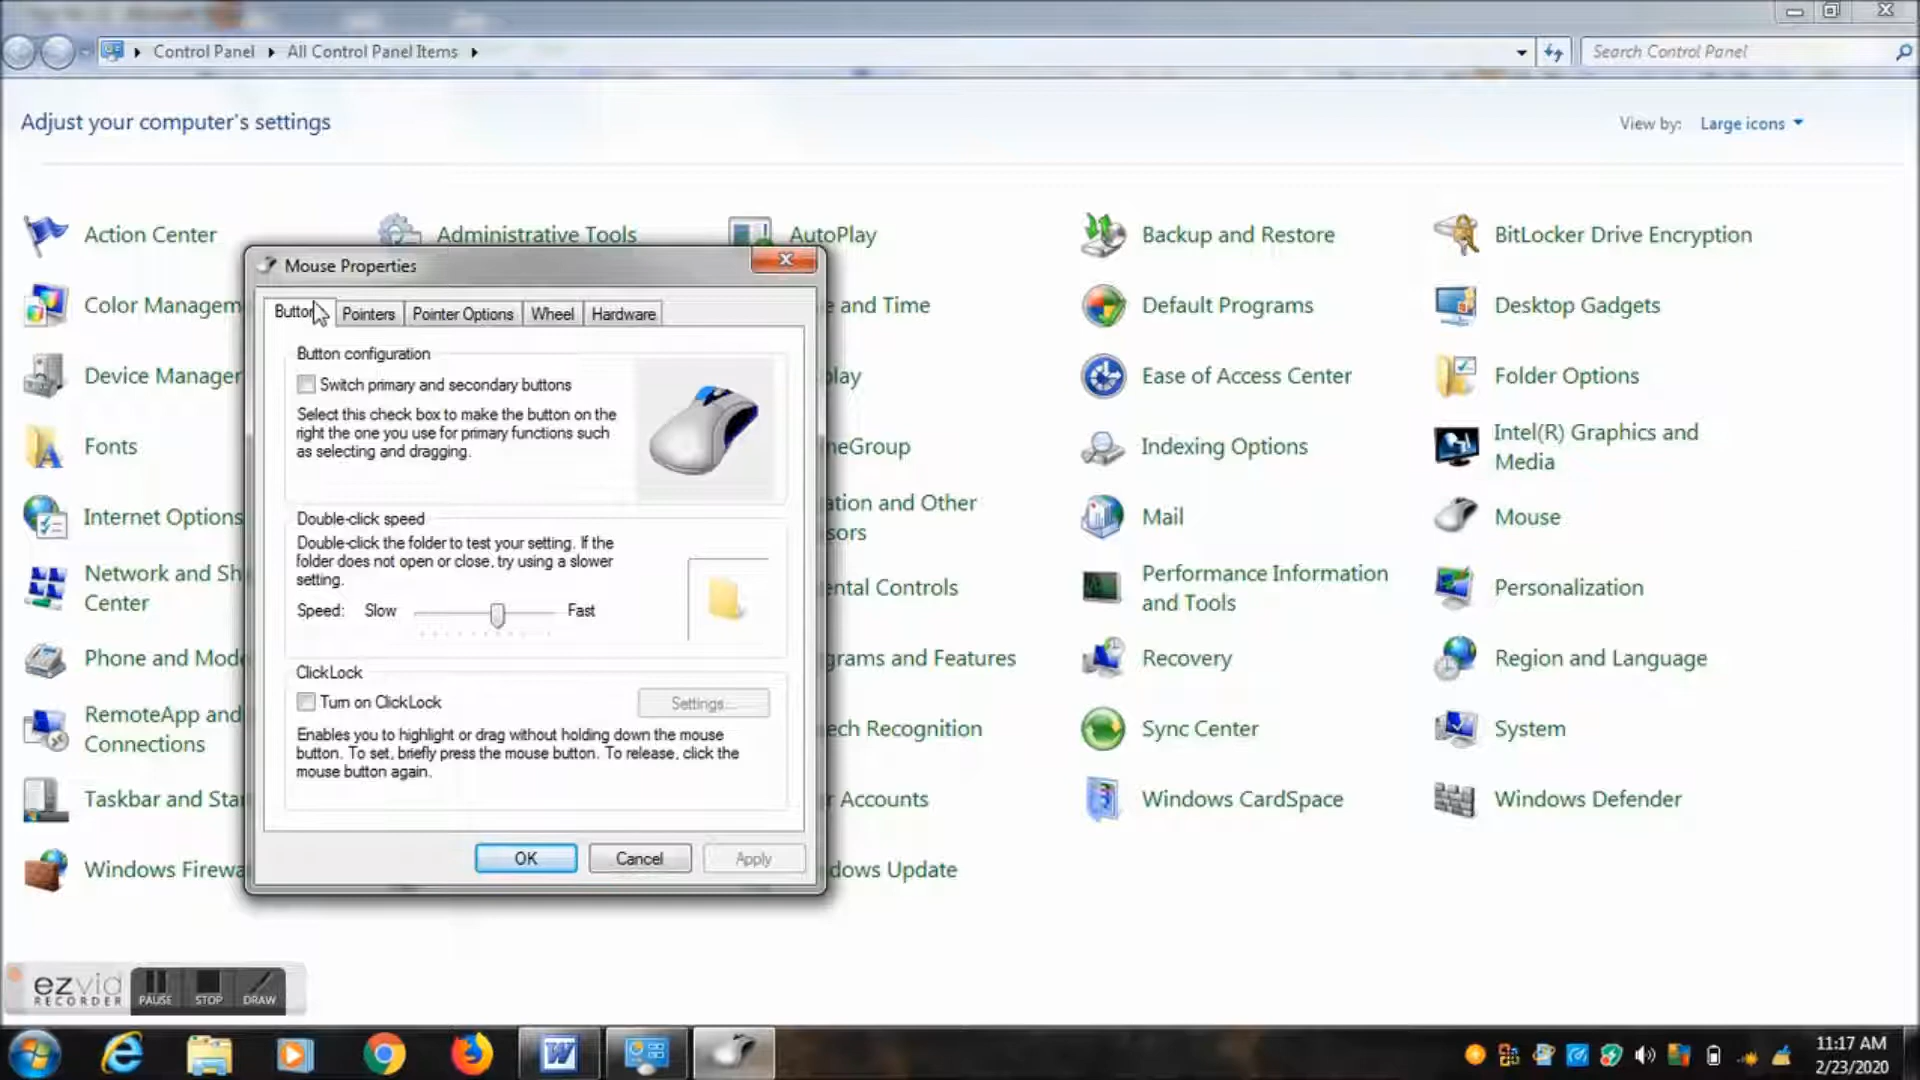 Control Panel
All Control Panel Items
Search Control Panel
Adjust your computer's settings
View by: Large icons
Action Center
Administrative Tools
AutoPlay
Backup and Restore
BitLocker Drive Encryption
Color Managem
e and Time
Default Programs
Desktop Gadgets
Device Manager
play
Ease of Access Center
Folder Options
Fonts
neGroup
Indexing Options
Intel(R) Graphics and
Media
Internet Options
ation and Other
sors
Mail
Mouse
Network and Sh
Center
ental Controls
Performance Information
and Tools
Personalization
Phone and Mode
grams and Features
Recovery
Region and Language
RemoteApp and
Connections
ech Recognition
Sync Center
System
Taskbar and Star
r Accounts
Windows CardSpace
Windows Defender
Windows Firewa
dows Update
Mouse Properties
Button
Pointers
Pointer Options
Wheel
Hardware
Button configuration
Switch primary and secondary buttons
Select this check box to make the button on the
right the one you use for primary functions such
as selecting and dragging.
Double-click speed
Double-click the folder to test your setting. If the
folder does not open or close, try using a slower
setting.
Speed: Slow Fast
ClickLock
Turn on ClickLock
Settings...
Enables you to highlight or drag without holding down the mouse
button. To set, briefly press the mouse button. To release, click the
mouse button again.
OK
Cancel
Apply
ezvid
RECORDER
PAUSE
STOP
DRAW
11:17 AM
2/23/2020